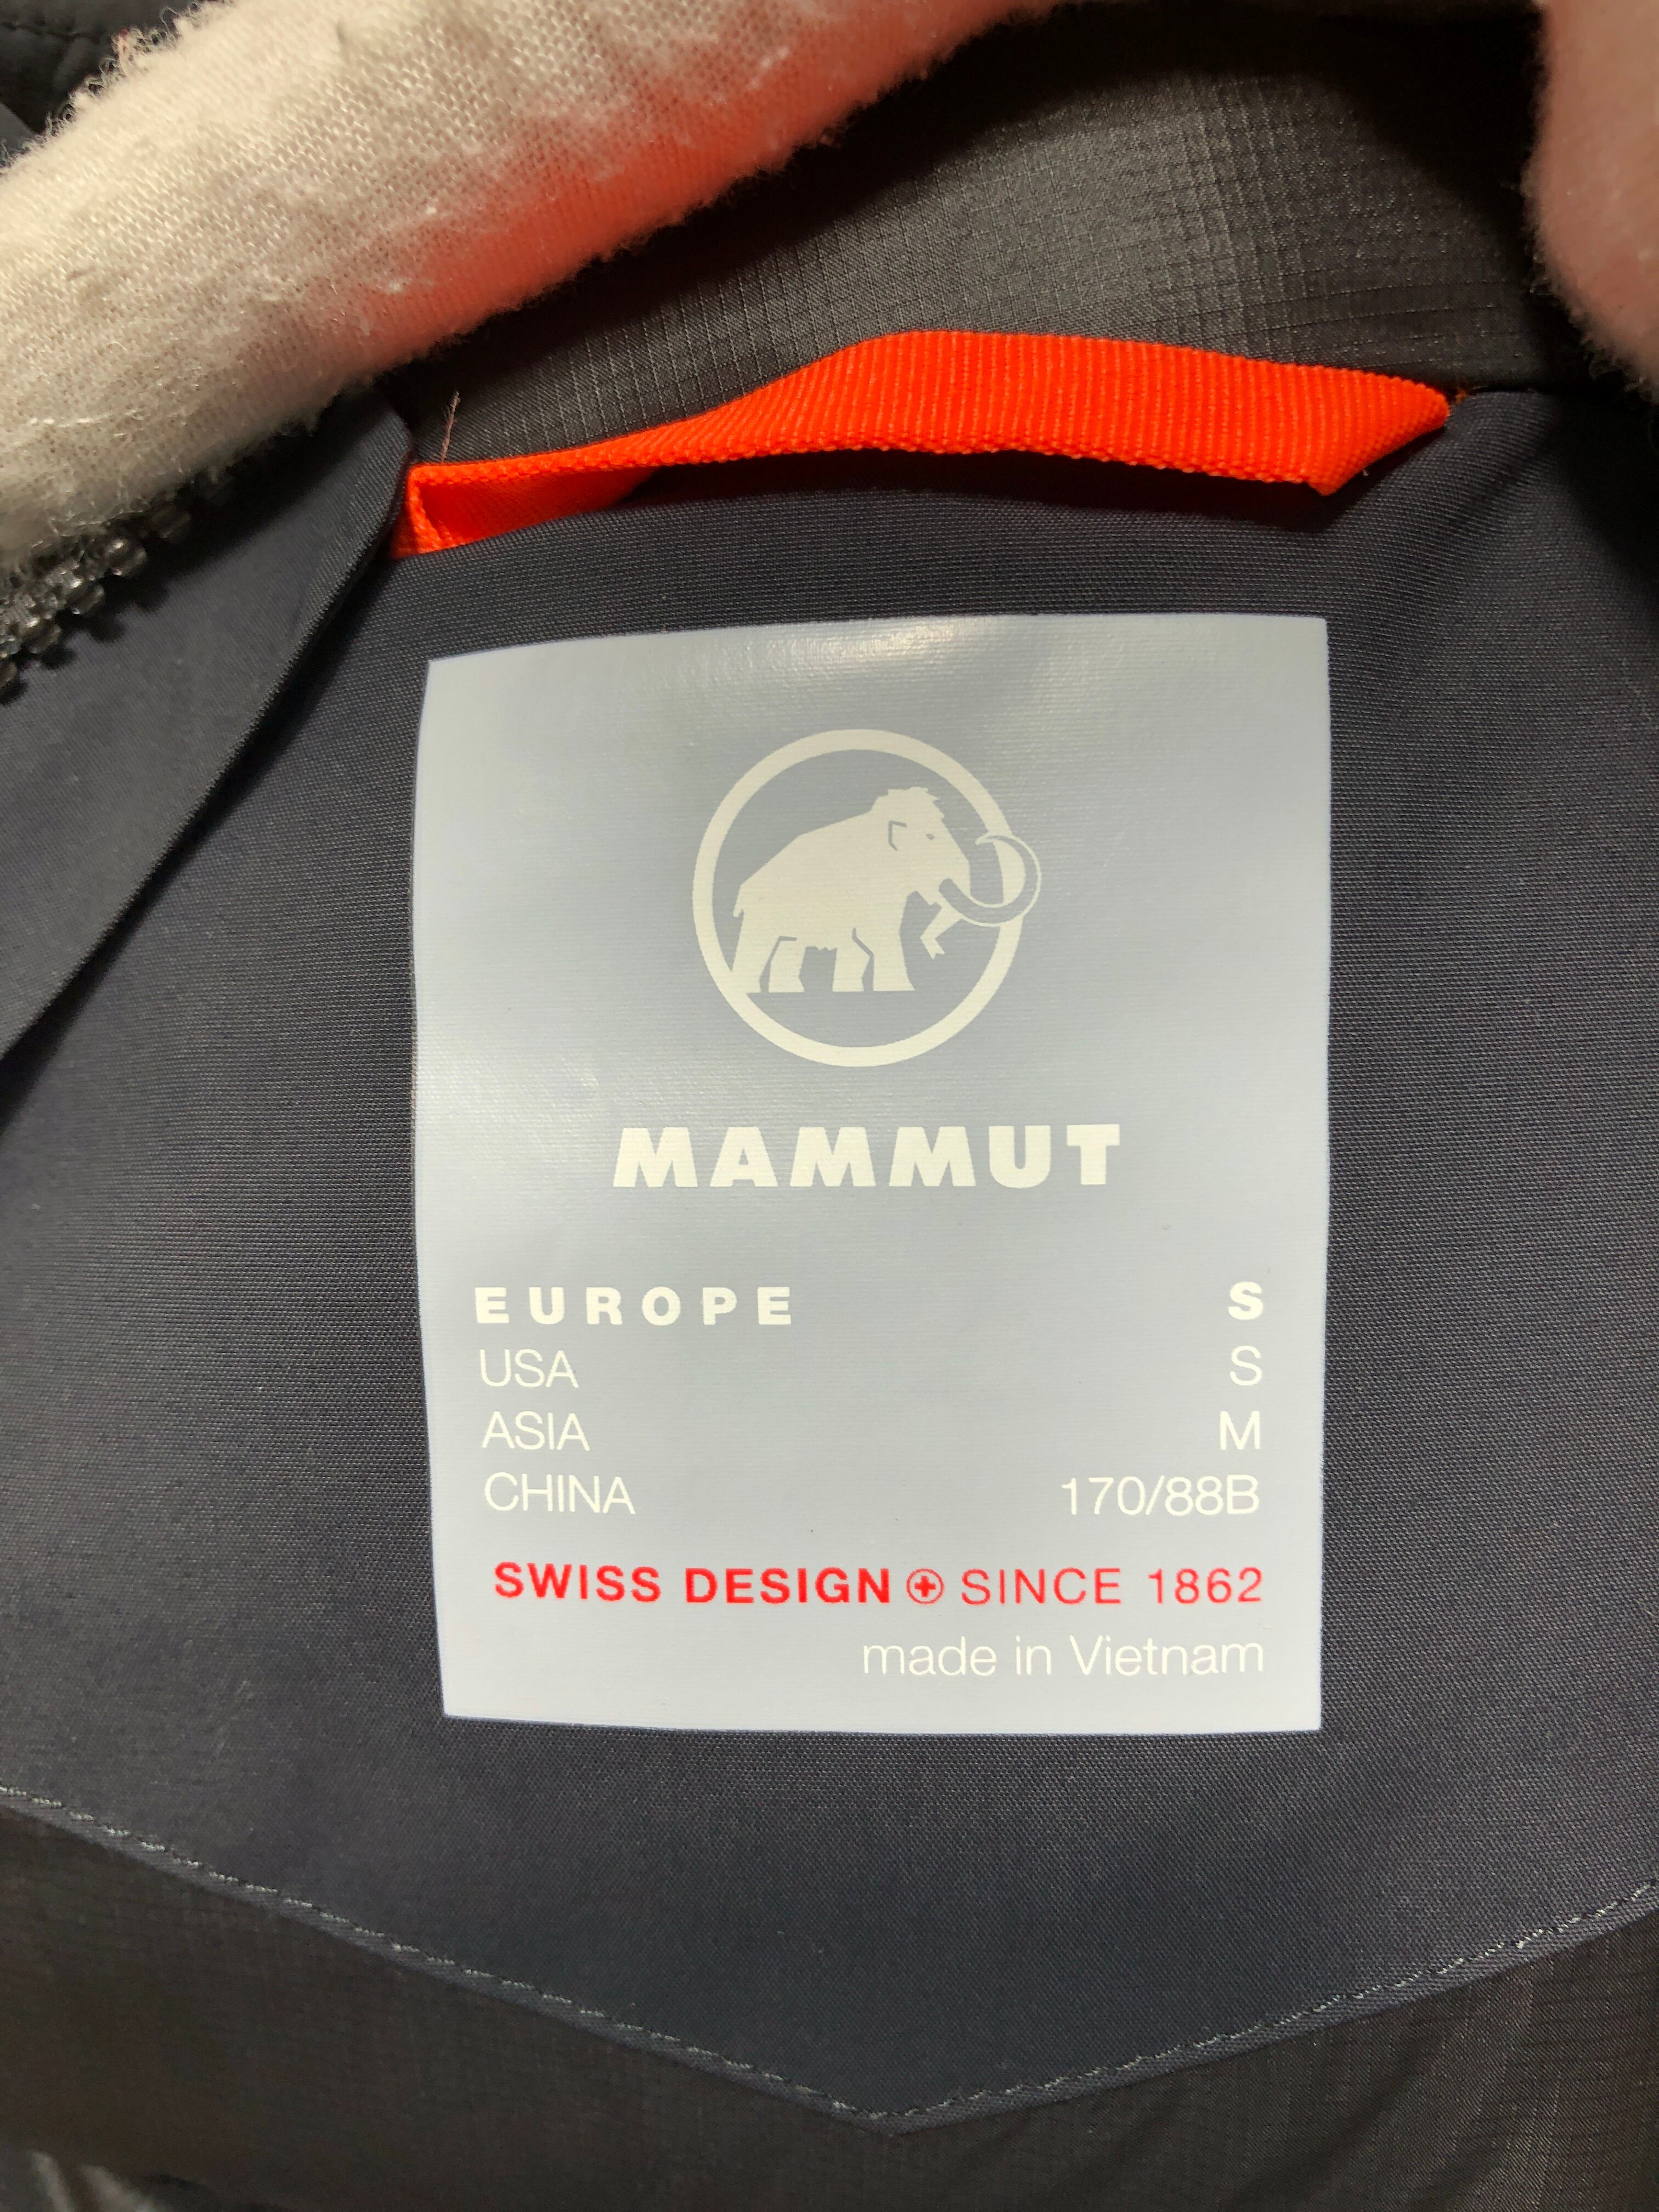 MAMMUT
EUROPE S
USA S
ASIA M
CHINA 170/88B
SWISS DESIGN + SINCE 1862
made in Vietnam